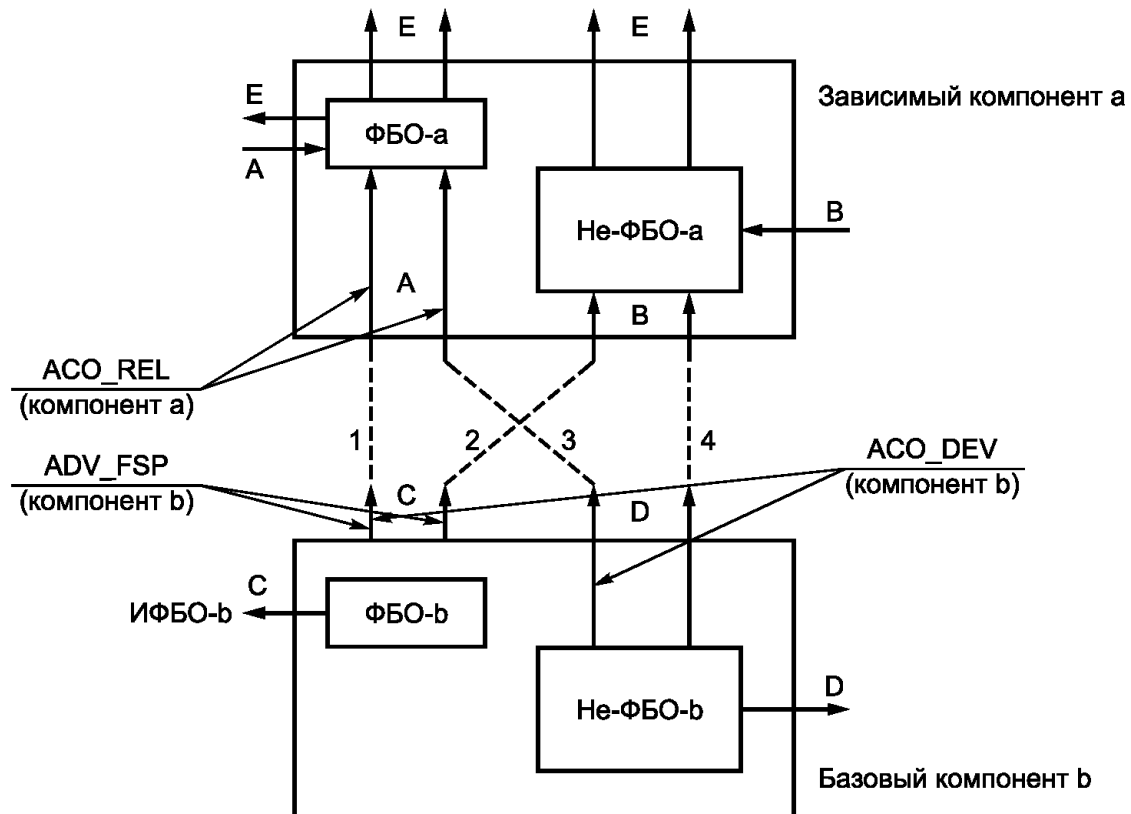 E E
Зависимый компонент a
E
ФБО-a
A
Не-ФБО-a
B
A
B
ACO_REL
(компонент a)
1 2 3 4
ADV_FSP
(компонент b)
ACO_DEV
(компонент b)
C
D
C
ИФБО-b
ФБО-b
Не-ФБО-b
D
Базовый компонент b